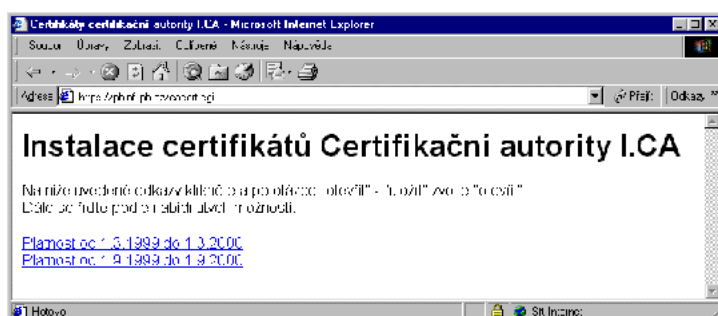 Certifikáty certifikační autority I.CA - Microsoft Internet Explorer
Soubor Úpravy Zobrazit Oblíbené Nástroje Nápověda
Adresa
Přejít Odkazy »
Instalace certifikátů Certifikační autority I.CA
Na níže uvedené odkazy klikněte a po otázce "otevřít" - "uložit" zvolte "otevřít"
Dále se řiďte podle nabídnutých možností.
Platnost od 1.3.1999 do 1.3.2000
Platnost od 1.9.1999 do 1.9.2000
Hotovo
Síť Internet